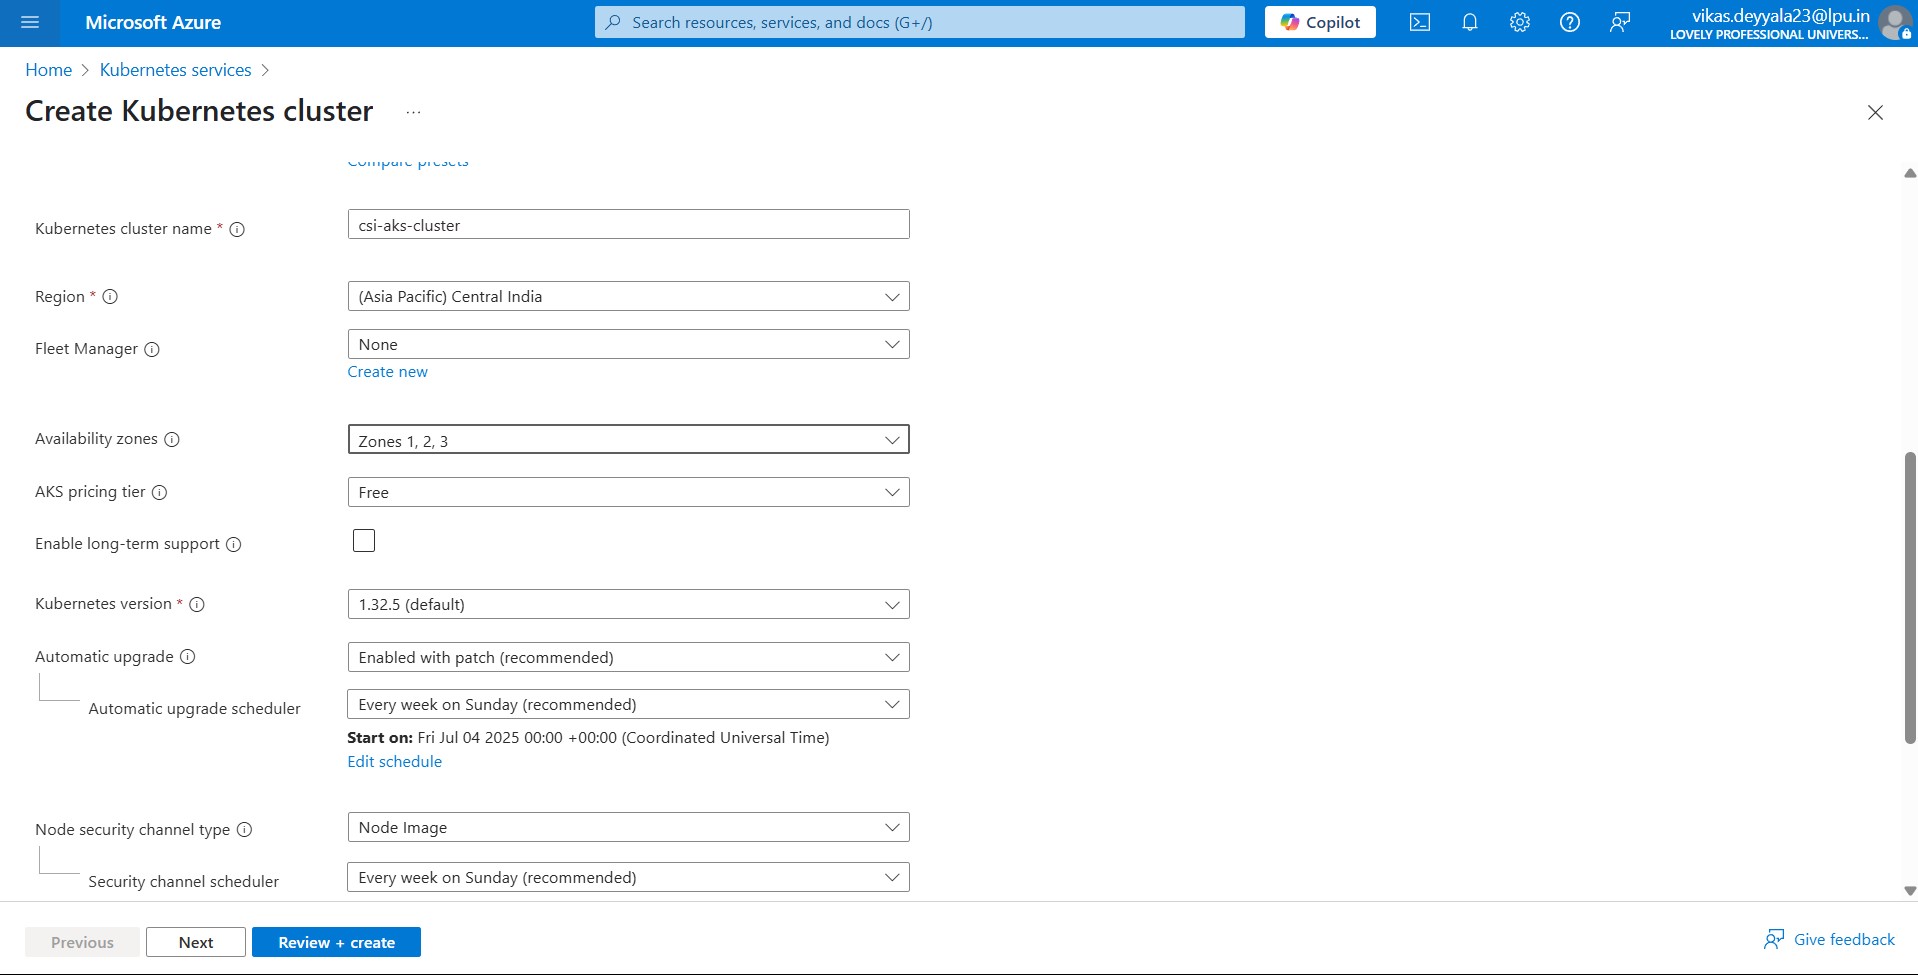 Microsoft Azure
Search resources, services, and docs (G+/)
Copilot
vikas.deyyala23@lpu.in
LOVELY PROFESSIONAL UNIVERS...
Home > Kubernetes services >
Create Kubernetes cluster ...
Compare presets
Kubernetes cluster name *
csi-aks-cluster
Region *
(Asia Pacific) Central India
Fleet Manager
None
Create new
Availability zones
Zones 1, 2, 3
AKS pricing tier
Free
Enable long-term support
Kubernetes version *
1.32.5 (default)
Automatic upgrade
Enabled with patch (recommended)
Automatic upgrade scheduler
Every week on Sunday (recommended)
Start on: Fri Jul 04 2025 00:00 +00:00 (Coordinated Universal Time)
Edit schedule
Node security channel type
Node Image
Security channel scheduler
Every week on Sunday (recommended)
Previous
Next
Review + create
Give feedback